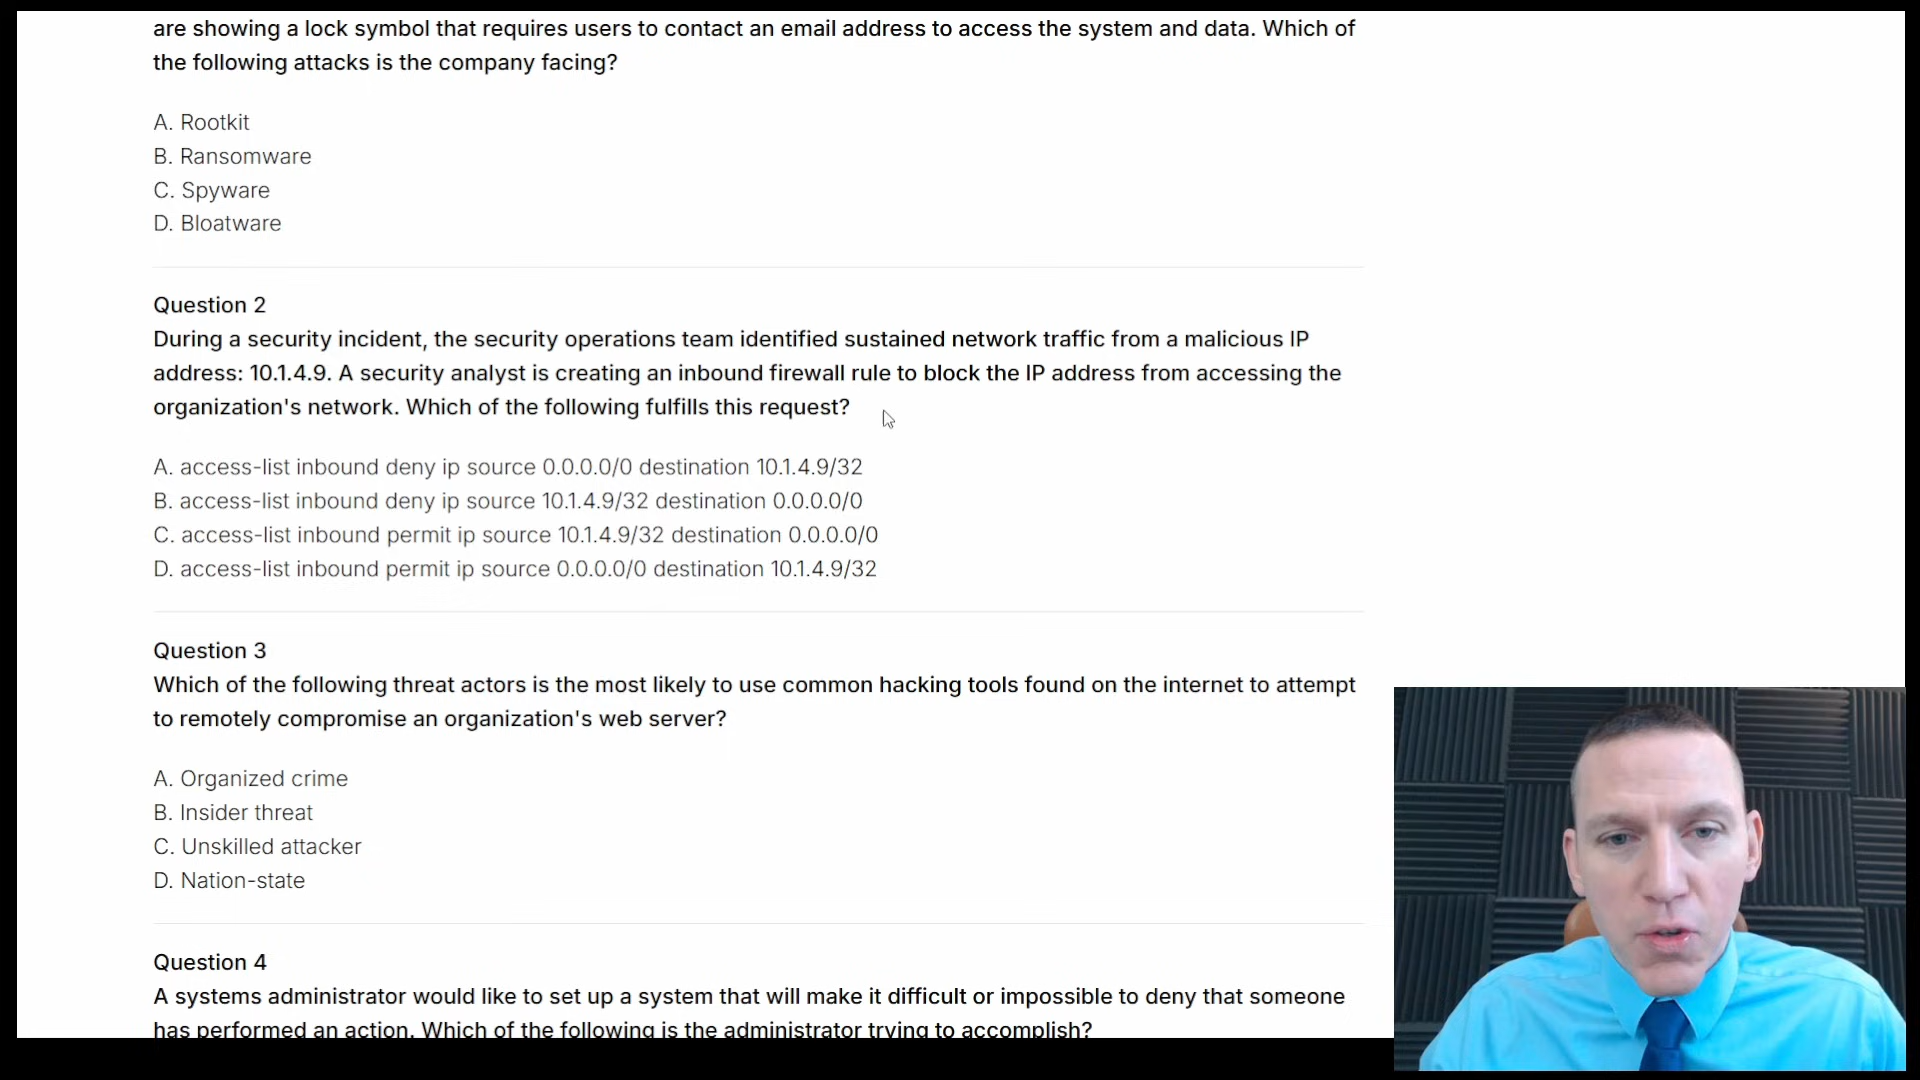 are showing a lock symbol that requires users to contact an email address to access the system and data. Which of
the following attacks is the company facing?
A. Rootkit
B. Ransomware
C. Spyware
D. Bloatware
Question 2
During a security incident, the security operations team identified sustained network traffic from a malicious IP
address: 10.1.4.9. A security analyst is creating an inbound firewall rule to block the IP address from accessing the
organization's network. Which of the following fulfills this request?
A. access-list inbound deny ip source 0.0.0.0/0 destination 10.1.4.9/32
B. access-list inbound deny ip source 10.1.4.9/32 destination 0.0.0.0/0
C. access-list inbound permit ip source 10.1.4.9/32 destination 0.0.0.0/0
D. access-list inbound permit ip source 0.0.0.0/0 destination 10.1.4.9/32
Question 3
Which of the following threat actors is the most likely to use common hacking tools found on the internet to attempt
to remotely compromise an organization's web server?
A. Organized crime
B. Insider threat
C. Unskilled attacker
D. Nation-state
Question 4
A systems administrator would like to set up a system that will make it difficult or impossible to deny that someone
has performed an action. Which of the following is the administrator trying to accomplish?